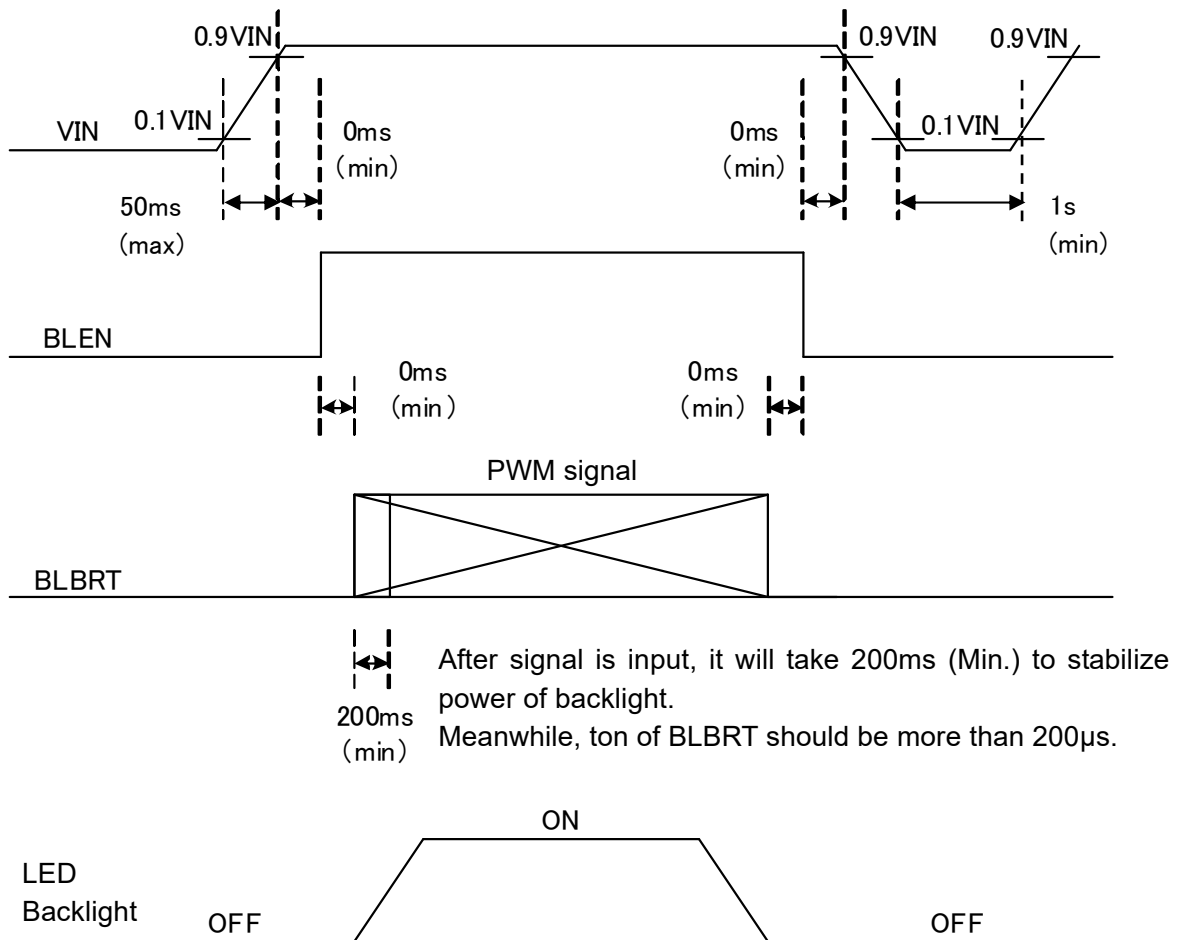 0.9VIN
0.9VIN
0.9VIN
VIN
0.1VIN
0ms
(min)
0ms
(min)
0.1VIN
50ms
(max)
1s
(min)
BLEN
0ms
(min)
0ms
(min)
PWM signal
BLBRT
200ms
(min)
After signal is input, it will take 200ms (Min.) to stabilize
power of backlight.
Meanwhile, ton of BLBRT should be more than 200µs.
ON
LED
Backlight
OFF
OFF